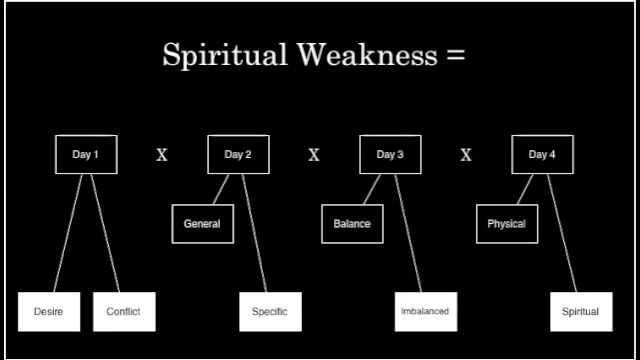 Spiritual Weakness =
Day 1 x Day 2 x Day 3 x Day 4
General Balance Physical
Desire Conflict Specific Imbalanced Spiritual